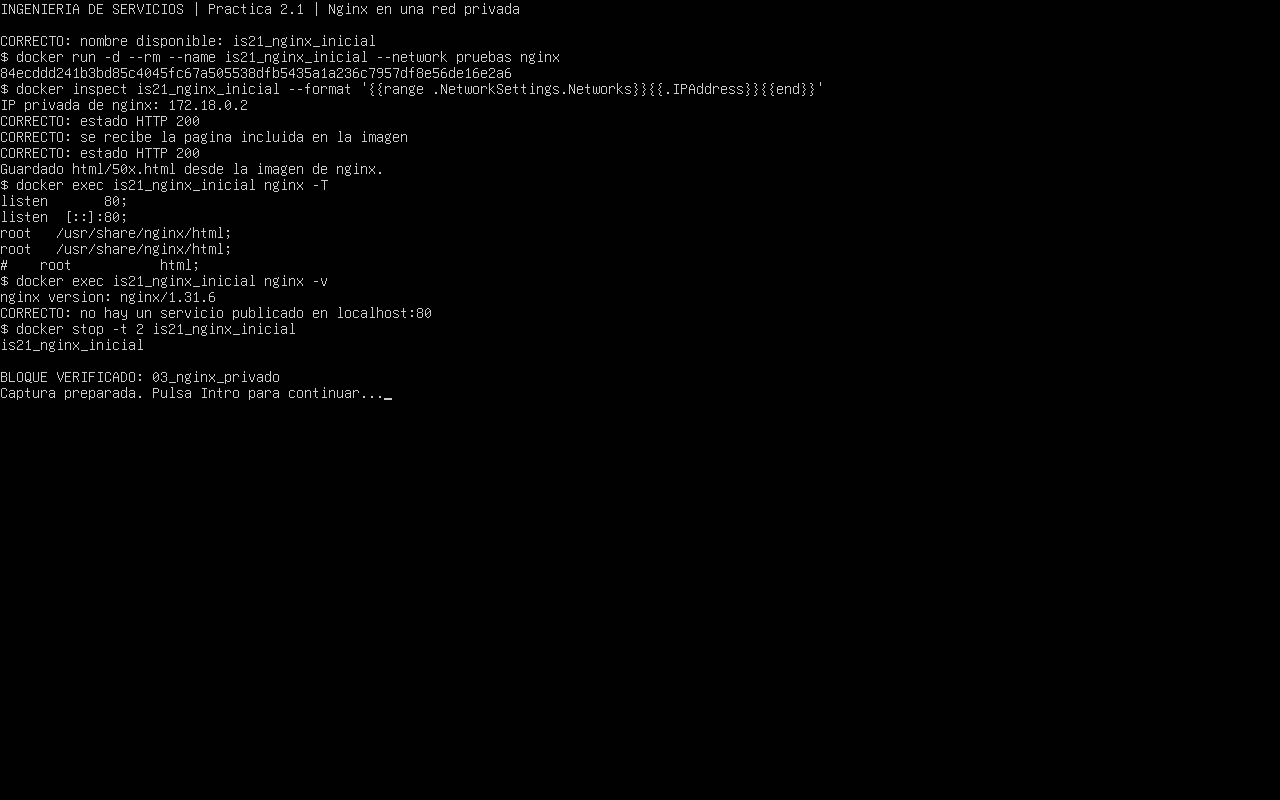 INGENIERIA DE SERVICIOS | Practica 2.1 | Nginx en una red privada
CORRECTO: nombre disponible: is21_nginx_inicial
$ docker run -d --rm --name is21_nginx_inicial --network pruebas nginx
84ecddd241b3bd85c4045fc67a505538dfb5435a1a236c7957df8e56de16e2a6
$ docker inspect is21_nginx_inicial --format '{{range .NetworkSettings.Networks}}{{.IPAddress}}{{end}}'
IP privada de nginx: 172.18.0.2
CORRECTO: estado HTTP 200
CORRECTO: se recibe la pagina incluida en la imagen
CORRECTO: estado HTTP 200
Guardado html/50x.html desde la imagen de nginx.
$ docker exec is21_nginx_inicial nginx -T
listen       80;
listen  [::]:80;
root   /usr/share/nginx/html;
root   /usr/share/nginx/html;
#    root           html;
$ docker exec is21_nginx_inicial nginx -v
nginx version: nginx/1.31.6
CORRECTO: no hay un servicio publicado en localhost:80
$ docker stop -t 2 is21_nginx_inicial
is21_nginx_inicial
BLOQUE VERIFICADO: 03_nginx_privado
Captura preparada. Pulsa Intro para continuar..._